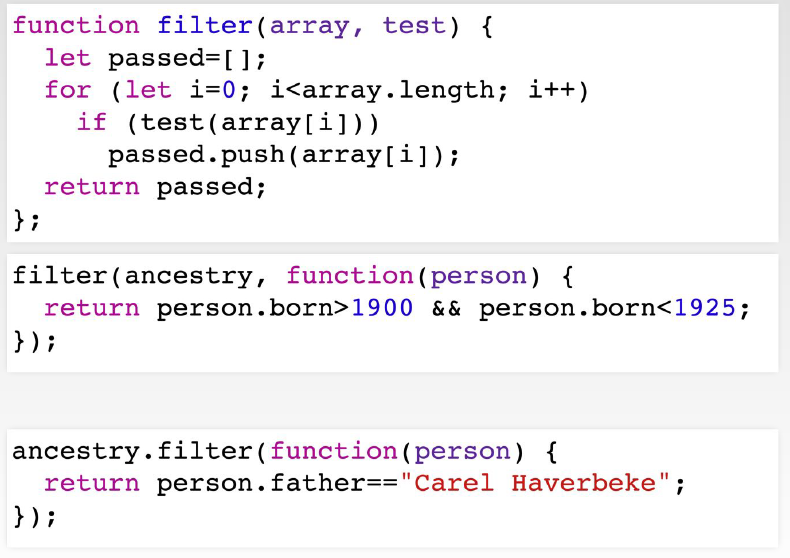 function filter(array, test) {
  let passed=[];
  for (let i=0; i<array.length; i++)
    if (test(array[i]))
      passed.push(array[i]);
  return passed;
};
filter(ancestry, function(person) {
  return person.born>1900 && person.born<1925;
});
ancestry.filter(function(person) {
  return person.father=="Carel Haverbeke";
});